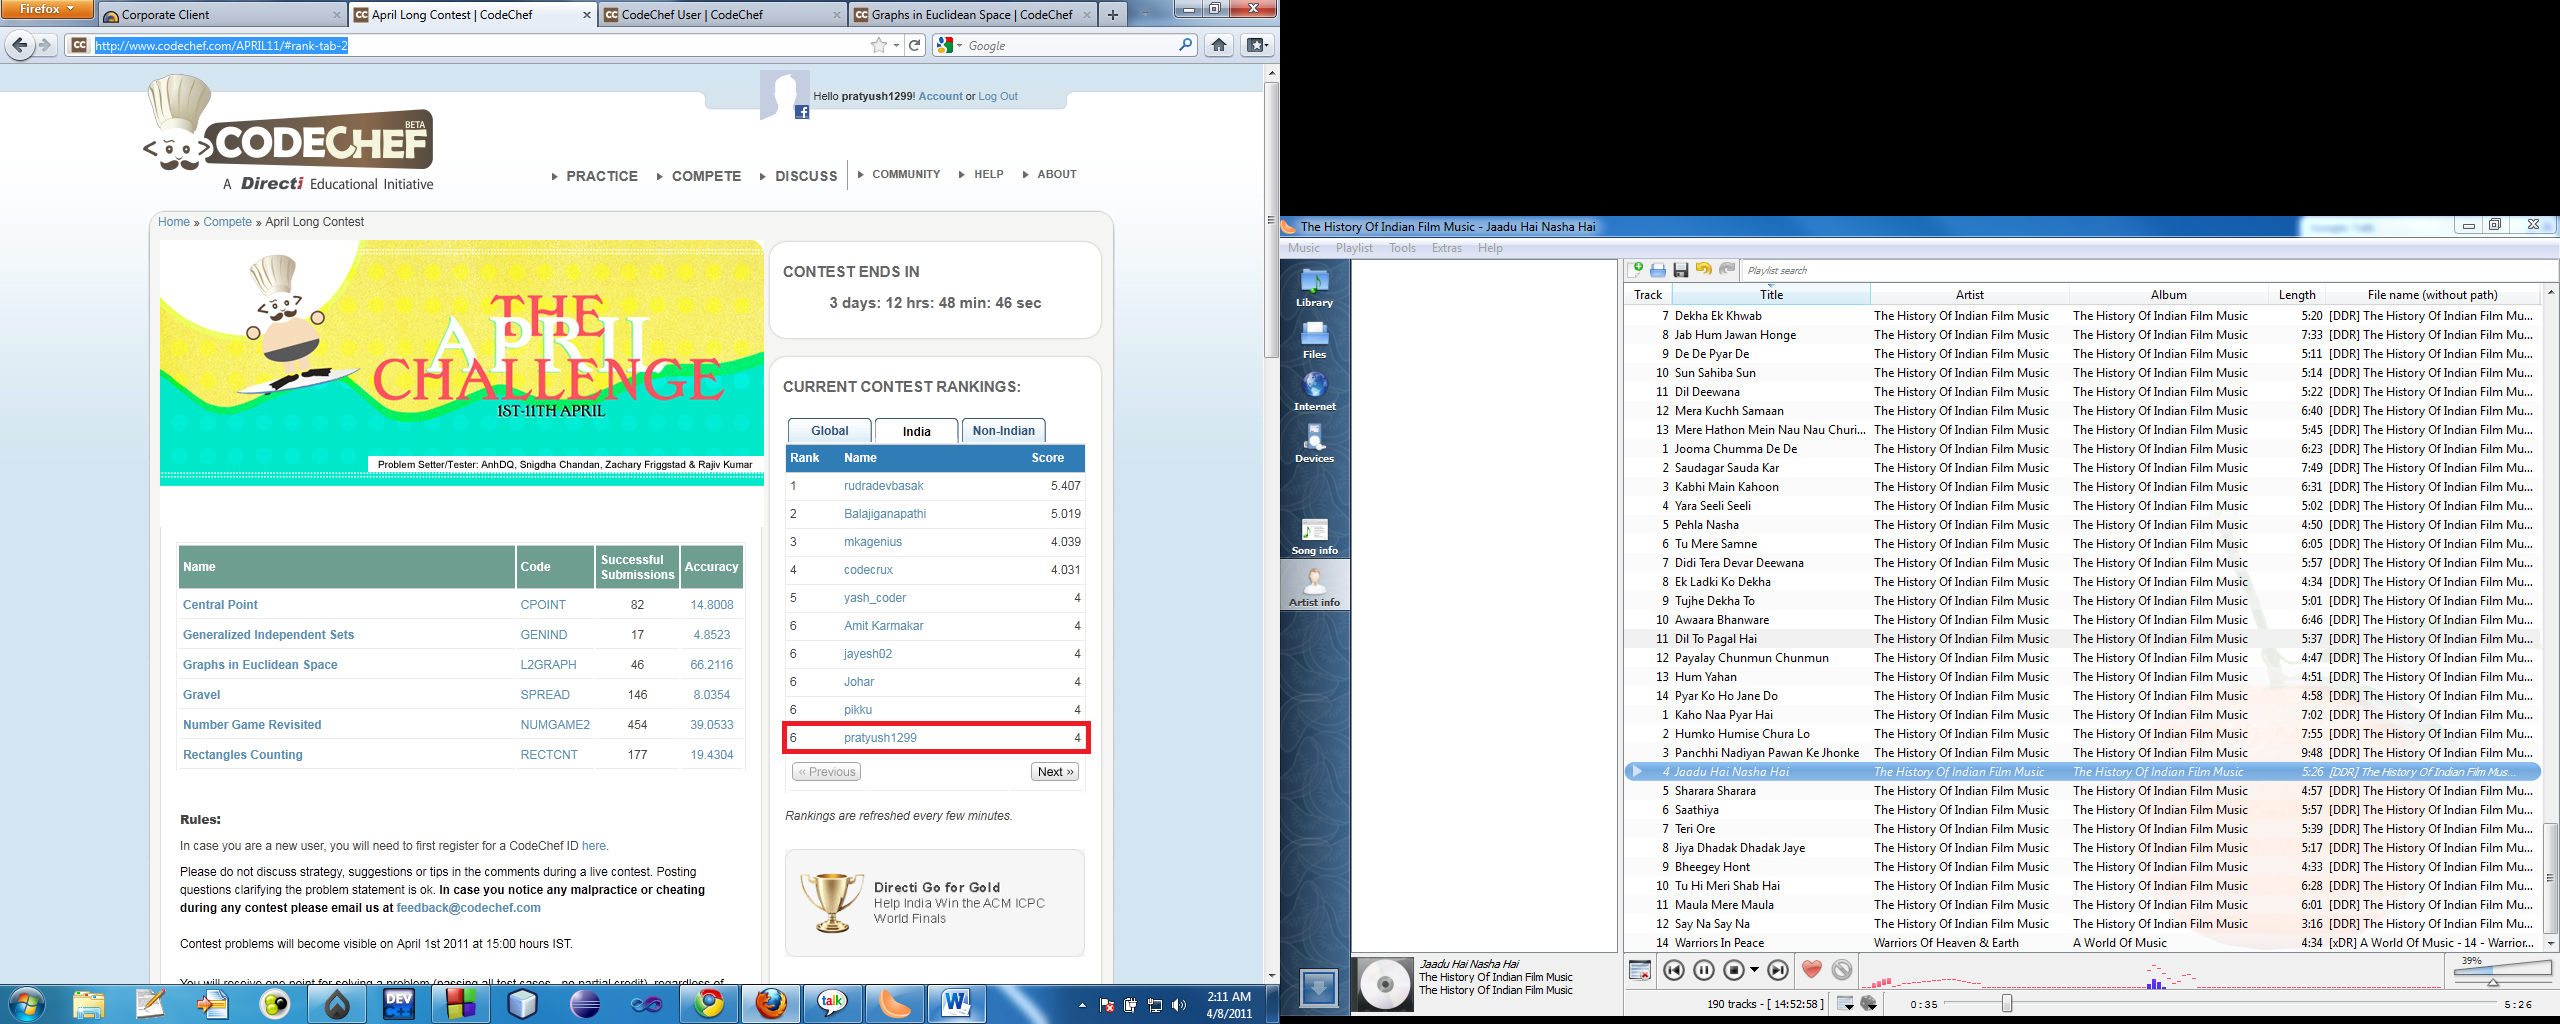 Firefox
Corporate Client
April Long Contest | CodeChef
CodeChef User | CodeChef
Graphs in Euclidean Space | CodeChef
http://www.codechef.com/APRIL11/#rank-tab-2
Google
Hello pratyush1299! Account or Log Out
CODECHEF
BETA
A Directi Educational Initiative
PRACTICE COMPETE DISCUSS COMMUNITY HELP ABOUT
Home » Compete » April Long Contest
THE
APRIL
CHALLENGE
1ST-11TH APRIL
Problem Setter/Tester: AnhDQ, Snigdha Chandan, Zachary Friggstad & Rajiv Kumar
Name Code Successful Submissions Accuracy
Central Point CPOINT 82 14.8008
Generalized Independent Sets GENIND 17 4.8523
Graphs in Euclidean Space L2GRAPH 46 66.2116
Gravel SPREAD 146 8.0354
Number Game Revisited NUMGAME2 454 39.0533
Rectangles Counting RECTCNT 177 19.4304
Rules:
In case you are a new user, you will need to first register for a CodeChef ID here.
Please do not discuss strategy, suggestions or tips in the comments during a live contest. Posting
questions clarifying the problem statement is ok. In case you notice any malpractice or cheating
during any contest please email us at feedback@codechef.com
Contest problems will become visible on April 1st 2011 at 15:00 hours IST.
You will receive one point for solving a problem (passing all test cases - no partial credit), regardless of
CONTEST ENDS IN
3 days: 12 hrs: 48 min: 46 sec
CURRENT CONTEST RANKINGS:
Global India Non-Indian
Rank Name Score
1 rudradevbasak 5.407
2 Balajiganapathi 5.019
3 mkagenius 4.039
4 codecrux 4.031
5 yash_coder 4
6 Amit Karmakar 4
6 jayesh02 4
6 Johar 4
6 pikku 4
6 pratyush1299 4
« Previous Next »
Rankings are refreshed every few minutes.
Directi Go for Gold
Help India Win the ACM ICPC
World Finals
The History Of Indian Film Music - Jaadu Hai Nasha Hai
Music Playlist Tools Extras Help
Library
Files
Internet
Devices
Song info
Artist info
Playlist search
Track Title Artist Album Length File name (without path)
7 Dekha Ek Khwab The History Of Indian Film Music The History Of Indian Film Music 5:20 [DDR] The History Of Indian Film Mu...
8 Jab Hum Jawan Honge The History Of Indian Film Music The History Of Indian Film Music 7:33 [DDR] The History Of Indian Film Mu...
9 De De Pyar De The History Of Indian Film Music The History Of Indian Film Music 5:11 [DDR] The History Of Indian Film Mu...
10 Sun Sahiba Sun The History Of Indian Film Music The History Of Indian Film Music 5:14 [DDR] The History Of Indian Film Mu...
11 Dil Deewana The History Of Indian Film Music The History Of Indian Film Music 5:22 [DDR] The History Of Indian Film Mu...
12 Mera Kuchh Samaan The History Of Indian Film Music The History Of Indian Film Music 6:40 [DDR] The History Of Indian Film Mu...
13 Mere Hathon Mein Nau Nau Churi... The History Of Indian Film Music The History Of Indian Film Music 5:45 [DDR] The History Of Indian Film Mu...
1 Jooma Chumma De De The History Of Indian Film Music The History Of Indian Film Music 6:23 [DDR] The History Of Indian Film Mu...
2 Saudagar Sauda Kar The History Of Indian Film Music The History Of Indian Film Music 7:49 [DDR] The History Of Indian Film Mu...
3 Kabhi Main Kahoon The History Of Indian Film Music The History Of Indian Film Music 6:31 [DDR] The History Of Indian Film Mu...
4 Yara Seeli Seeli The History Of Indian Film Music The History Of Indian Film Music 5:02 [DDR] The History Of Indian Film Mu...
5 Pehla Nasha The History Of Indian Film Music The History Of Indian Film Music 4:50 [DDR] The History Of Indian Film Mu...
6 Tu Mere Samne The History Of Indian Film Music The History Of Indian Film Music 6:05 [DDR] The History Of Indian Film Mu...
7 Didi Tera Devar Deewana The History Of Indian Film Music The History Of Indian Film Music 5:57 [DDR] The History Of Indian Film Mu...
8 Ek Ladki Ko Dekha The History Of Indian Film Music The History Of Indian Film Music 4:34 [DDR] The History Of Indian Film Mu...
9 Tujhe Dekha To The History Of Indian Film Music The History Of Indian Film Music 5:01 [DDR] The History Of Indian Film Mu...
10 Awaara Bhanware The History Of Indian Film Music The History Of Indian Film Music 6:46 [DDR] The History Of Indian Film Mu...
11 Dil To Pagal Hai The History Of Indian Film Music The History Of Indian Film Music 5:37 [DDR] The History Of Indian Film Mu...
12 Payalay Chunmun Chunmun The History Of Indian Film Music The History Of Indian Film Music 4:47 [DDR] The History Of Indian Film Mu...
13 Hum Yahan The History Of Indian Film Music The History Of Indian Film Music 4:51 [DDR] The History Of Indian Film Mu...
14 Pyar Ko Ho Jane Do The History Of Indian Film Music The History Of Indian Film Music 4:58 [DDR] The History Of Indian Film Mu...
1 Kaho Naa Pyar Hai The History Of Indian Film Music The History Of Indian Film Music 7:02 [DDR] The History Of Indian Film Mu...
2 Humko Humise Chura Lo The History Of Indian Film Music The History Of Indian Film Music 7:55 [DDR] The History Of Indian Film Mu...
3 Panchhi Nadiyan Pawan Ke Jhonke The History Of Indian Film Music The History Of Indian Film Music 9:48 [DDR] The History Of Indian Film Mu...
4 Jaadu Hai Nasha Hai The History Of Indian Film Music The History Of Indian Film Music 5:26 [DDR] The History Of Indian Film Mus...
5 Sharara Sharara The History Of Indian Film Music The History Of Indian Film Music 4:57 [DDR] The History Of Indian Film Mu...
6 Saathiya The History Of Indian Film Music The History Of Indian Film Music 5:57 [DDR] The History Of Indian Film Mu...
7 Teri Ore The History Of Indian Film Music The History Of Indian Film Music 5:39 [DDR] The History Of Indian Film Mu...
8 Jiya Dhadak Dhadak Jaye The History Of Indian Film Music The History Of Indian Film Music 5:17 [DDR] The History Of Indian Film Mu...
9 Bheegey Hont The History Of Indian Film Music The History Of Indian Film Music 4:33 [DDR] The History Of Indian Film Mu...
10 Tu Hi Meri Shab Hai The History Of Indian Film Music The History Of Indian Film Music 6:28 [DDR] The History Of Indian Film Mu...
11 Maula Mere Maula The History Of Indian Film Music The History Of Indian Film Music 6:01 [DDR] The History Of Indian Film Mu...
12 Say Na Say Na The History Of Indian Film Music The History Of Indian Film Music 3:16 [DDR] The History Of Indian Film Mu...
14 Warriors In Peace Warriors Of Heaven & Earth A World Of Music 4:34 [xDR] A World Of Music - 14 - Warrior...
Jaadu Hai Nasha Hai
The History Of Indian Film Music
The History Of Indian Film Music
39%
190 tracks - [ 14:52:58 ]
0:35
5:26
DEV C++
talk
2:11 AM
4/8/2011